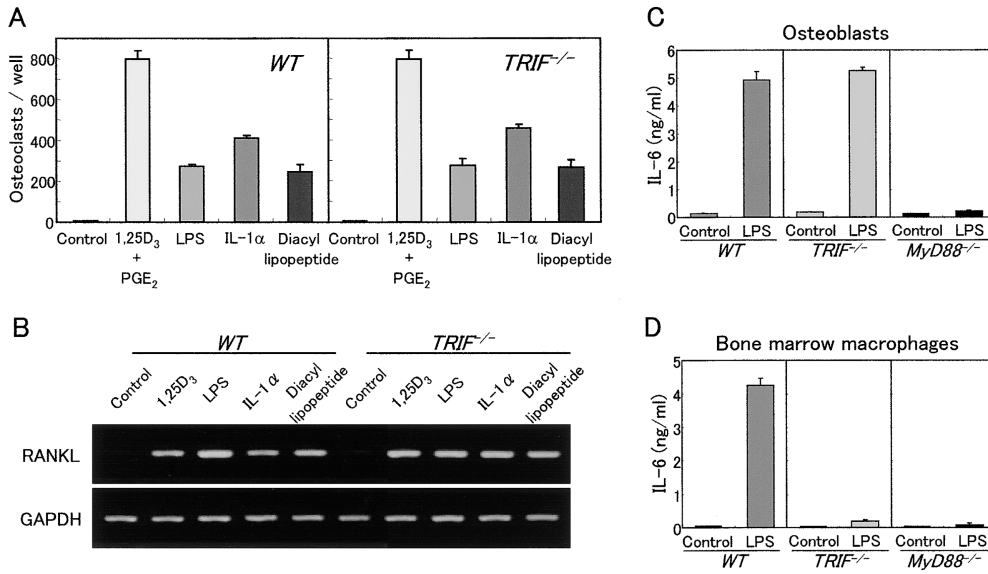 A
Osteoclasts / well
800
600
400
200
0
WT
TRIF-/-
Control 1,25D3 + PGE2 LPS IL-1α Diacyl lipopeptide
Control 1,25D3 + PGE2 LPS IL-1α Diacyl lipopeptide
B
WT
TRIF-/-
Control 1,25D3 LPS IL-1α Diacyl lipopeptide Control 1,25D3 LPS IL-1α Diacyl lipopeptide
RANKL
GAPDH
C
Osteoblasts
IL-6 (ng/ml)
6
5
4
3
2
1
0
Control LPS Control LPS Control LPS
WT TRIF-/- MyD88-/-
D
Bone marrow macrophages
IL-6 (ng/ml)
5
4
3
2
1
0
Control LPS Control LPS Control LPS
WT TRIF-/- MyD88-/-